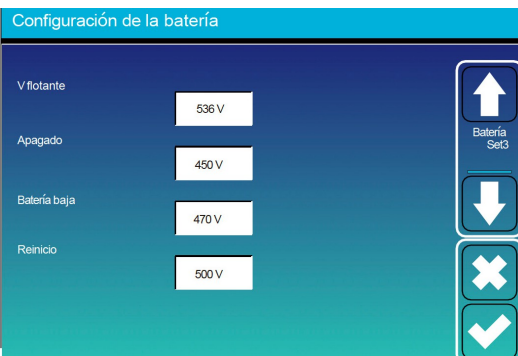 Configuración de la batería
V flotante
536 V
Apagado
450 V
Batería baja
470 V
Reinicio
500 V
Batería
Set3